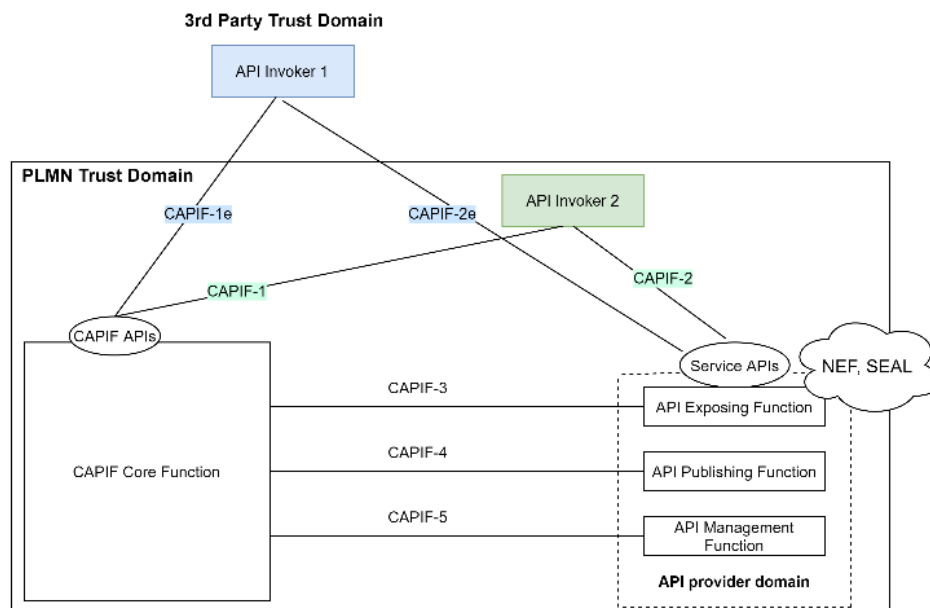 3rd Party Trust Domain
API Invoker 1
PLMN Trust Domain
API Invoker 2
CAPIF-1e
CAPIF-2e
CAPIF-1
CAPIF-2
CAPIF APIs
Service APIs
NEF, SEAL
CAPIF-3
API Exposing Function
CAPIF-4
CAPIF Core Function
API Publishing Function
CAPIF-5
API Management
Function
API provider domain